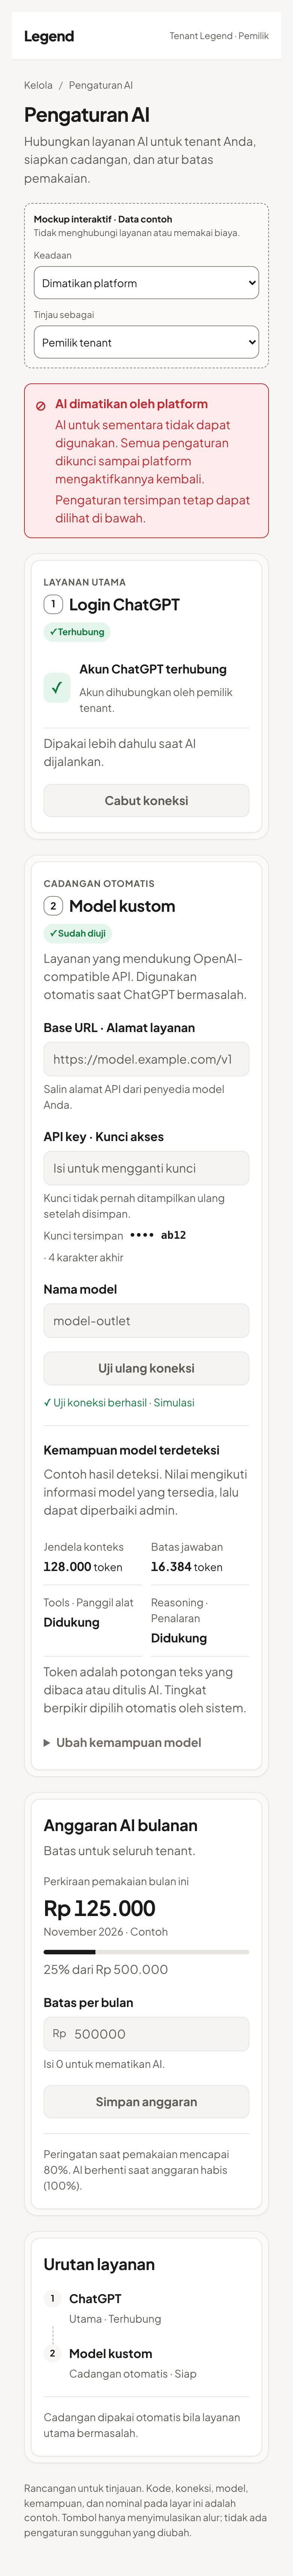 Legend
Tenant Legend · Pemilik
Kelola / Pengaturan AI
Pengaturan AI
Hubungkan layanan AI untuk tenant Anda,
siapkan cadangan, dan atur batas
pemakaian.
Mockup interaktif · Data contoh
Tidak menghubungi layanan atau memakai biaya.
Keadaan
Dimatikan platform
Tinjau sebagai
Pemilik tenant
AI dimatikan oleh platform
AI untuk sementara tidak dapat
digunakan. Semua pengaturan
dikunci sampai platform
mengaktifkannya kembali.
Pengaturan tersimpan tetap dapat
dilihat di bawah.
LAYANAN UTAMA
1 Login ChatGPT
✓Terhubung
✓
Akun ChatGPT terhubung
Akun dihubungkan oleh pemilik
tenant.
Dipakai lebih dahulu saat AI
dijalankan.
Cabut koneksi
CADANGAN OTOMATIS
2 Model kustom
✓Sudah diuji
Layanan yang mendukung OpenAI-
compatible API. Digunakan
otomatis saat ChatGPT bermasalah.
Base URL · Alamat layanan
https://model.example.com/v1
Salin alamat API dari penyedia model
Anda.
API key · Kunci akses
Isi untuk mengganti kunci
Kunci tidak pernah ditampilkan ulang
setelah disimpan.
Kunci tersimpan •••• ab12
· 4 karakter akhir
Nama model
model-outlet
Uji ulang koneksi
✓ Uji koneksi berhasil · Simulasi
Kemampuan model terdeteksi
Contoh hasil deteksi. Nilai mengikuti
informasi model yang tersedia, lalu
dapat diperbaiki admin.
Jendela konteks
128.000 token
Batas jawaban
16.384 token
Tools · Panggil alat
Didukung
Reasoning ·
Penalaran
Didukung
Token adalah potongan teks yang
dibaca atau ditulis AI. Tingkat
berpikir dipilih otomatis oleh sistem.
▶ Ubah kemampuan model
Anggaran AI bulanan
Batas untuk seluruh tenant.
Perkiraan pemakaian bulan ini
Rp 125.000
November 2026 · Contoh
25% dari Rp 500.000
Batas per bulan
Rp 500000
Isi 0 untuk mematikan AI.
Simpan anggaran
Peringatan saat pemakaian mencapai
80%. AI berhenti saat anggaran habis
(100%).
Urutan layanan
1 ChatGPT
Utama · Terhubung
2 Model kustom
Cadangan otomatis · Siap
Cadangan dipakai otomatis bila layanan
utama bermasalah.
Rancangan untuk tinjauan. Kode, koneksi, model,
kemampuan, dan nominal pada layar ini adalah
contoh. Tombol hanya menyimulasikan alur; tidak ada
pengaturan sungguhan yang diubah.